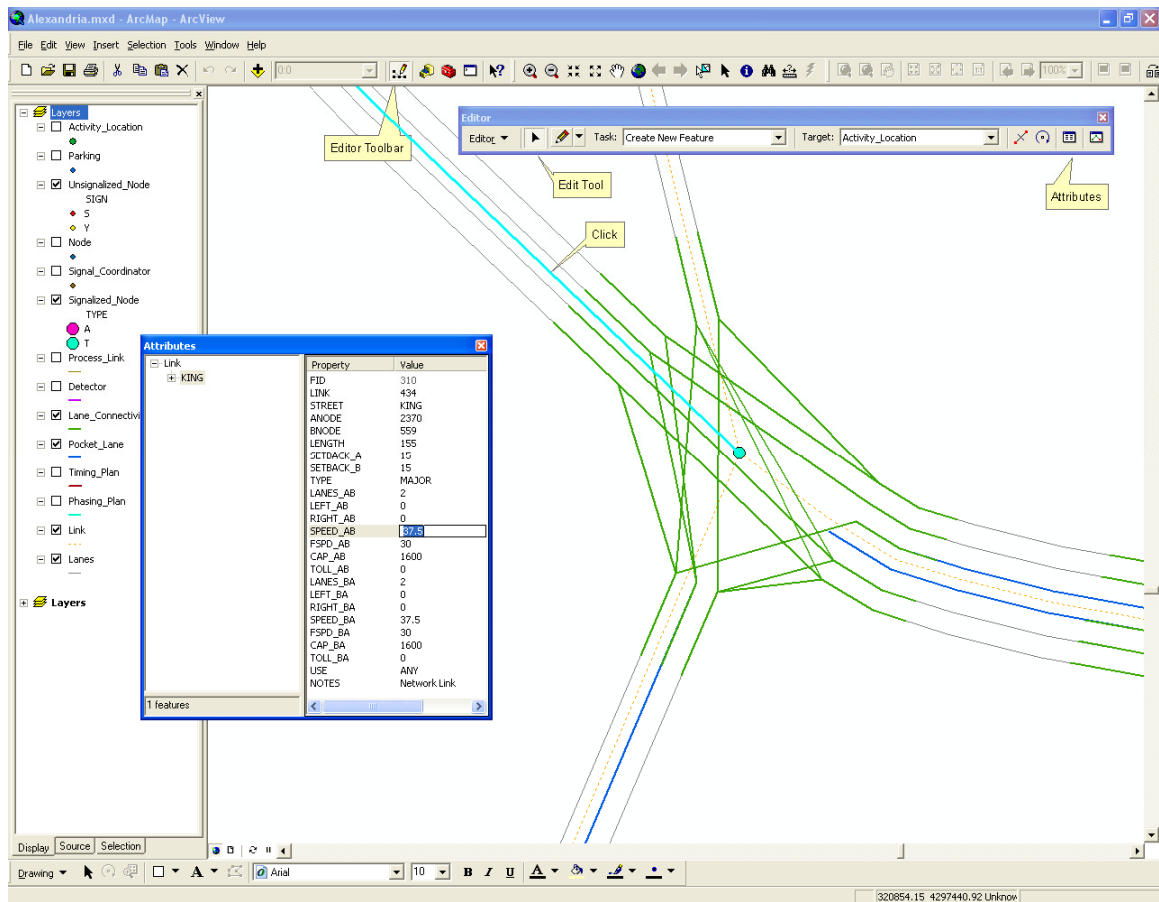 Alexandria.mxd - ArcMap - ArcView
File Edit View Insert Selection Tools Window Help
0:0
100%
Layers
Activity_Location
Parking
Unsignalized_Node
SIGN
S
Y
Node
Signal_Coordinator
Signalized_Node
TYPE
A
T
Process_Link
Detector
Lane_Connectivi
Pocket_Lane
Timing_Plan
Phasing_Plan
Link
Lanes
Layers
Editor Toolbar
Editor
Editor Task: Create New Feature Target: Activity_Location
Edit Tool
Attributes
Click
Attributes
Link
KING
Property Value
FID 310
LINK 434
STREET KING
ANODE 2370
BNODE 559
LENGTH 155
SETBACK_A 15
SETBACK_B 15
TYPE MAJOR
LANES_AB 2
LEFT_AB 0
RIGHT_AB 0
SPEED_AB 37.5
FSPD_AB 30
CAP_AB 1600
TOLL_AB 0
LANES_BA 2
LEFT_BA 0
RIGHT_BA 0
SPEED_BA 37.5
FSPD_BA 30
CAP_BA 1600
TOLL_BA 0
USE ANY
NOTES Network Link
1 features
Display Source Selection
Drawing A Arial 10 B I U A
320854.15 4297440.92 Unknow